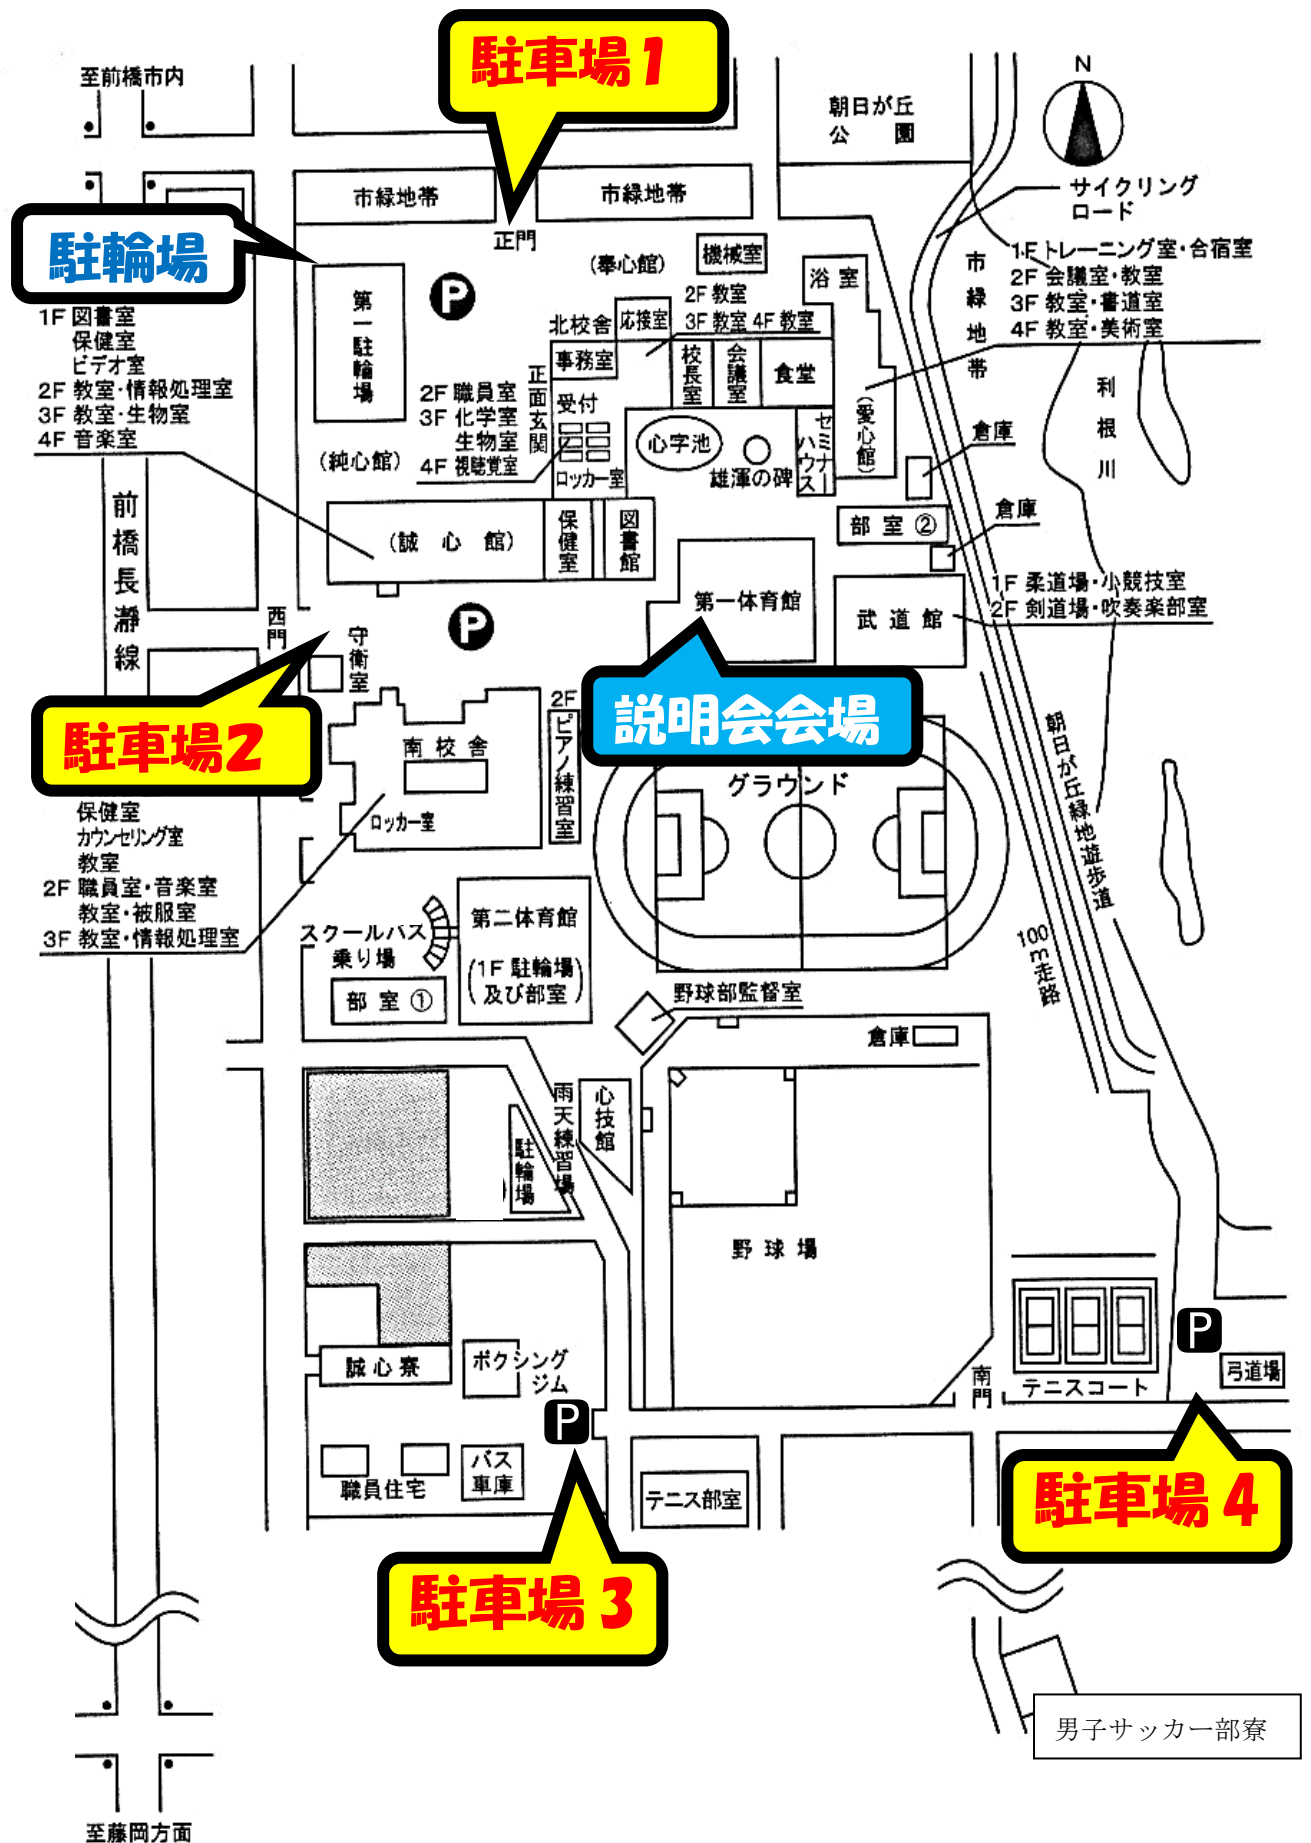 駐車場1
至前橋市内
朝日が丘
公 園
N
サイクリング
ロード
市緑地帯
市緑地帯
駐輪場
正門
(奉心館)
機械室
浴室
市緑地帯
1F トレーニング室・合宿室
2F 会議室・教室
3F 教室・書道室
4F 教室・美術室
P
第一駐輪場
2F 教室
3F 教室 4F 教室
北校舎
応接室
事務室
校長室
会議室
食堂
1F 図書室
保健室
ビデオ室
2F 教室・情報処理室
3F 教室・生物室
4F 音楽室
正面玄関
2F 職員室
3F 化学室
生物室
4F 視聴覚室
受付
ロッカー室
心字池
雄渾の碑
セミナーハウス
(愛心館)
倉庫
利根川
(純心館)
前橋長瀞線
(誠心館)
保健室
図書館
部室②
倉庫
第一体育館
武道館
1F 柔道場・小競技室
2F 剣道場・吹奏楽部室
西門
守衛室
P
駐車場2
説明会会場
南校舎
ロッカー室
2F ピアノ練習室
グラウンド
朝日が丘緑地遊歩道
保健室
カウンセリング室
教室
2F 職員室・音楽室
教室・被服室
3F 教室・情報処理室
スクールバス
乗り場
第二体育館
(1F 駐輪場
及び部室)
部室①
100m走路
野球部監督室
倉庫
雨天練習場
心技館
駐輪場
野球場
誠心寮
ボクシング
ジム
P
南門
テニスコート
P
弓道場
職員住宅
バス
車庫
テニス部室
駐車場4
駐車場3
男子サッカー部寮
至藤岡方面